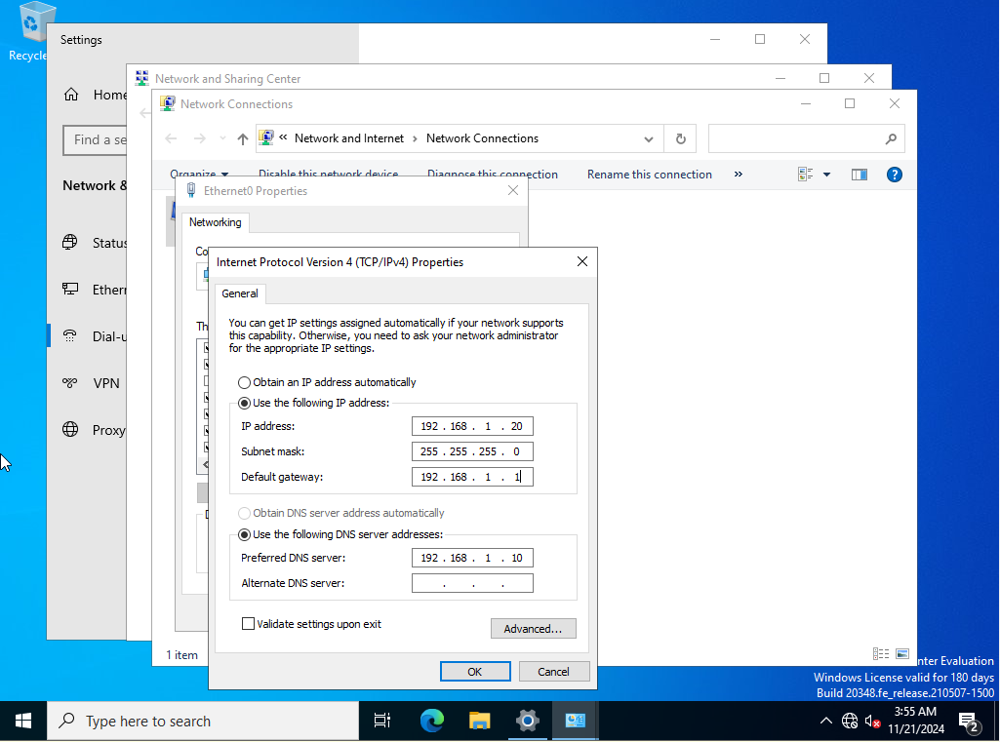 Recycle
Settings
Home
Find a se
Network &
Status
Ethern
Dial-u
VPN
Proxy
Network and Sharing Center
Network Connections
« Network and Internet > Network Connections
Organize
Disable this network device
Diagnose this connection
Rename this connection
»
Ethernet0 Properties
Networking
Co
Th
D
Internet Protocol Version 4 (TCP/IPv4) Properties
General
You can get IP settings assigned automatically if your network supports
this capability. Otherwise, you need to ask your network administrator
for the appropriate IP settings.
Obtain an IP address automatically
Use the following IP address:
IP address: 192 . 168 . 1 . 20
Subnet mask: 255 . 255 . 255 . 0
Default gateway: 192 . 168 . 1 . 1
Obtain DNS server address automatically
Use the following DNS server addresses:
Preferred DNS server: 192 . 168 . 1 . 10
Alternate DNS server: . . .
Validate settings upon exit
Advanced...
OK
Cancel
1 item
nter Evaluation
Windows License valid for 180 days
Build 20348.fe_release.210507-1500
Type here to search
3:55 AM
11/21/2024
2